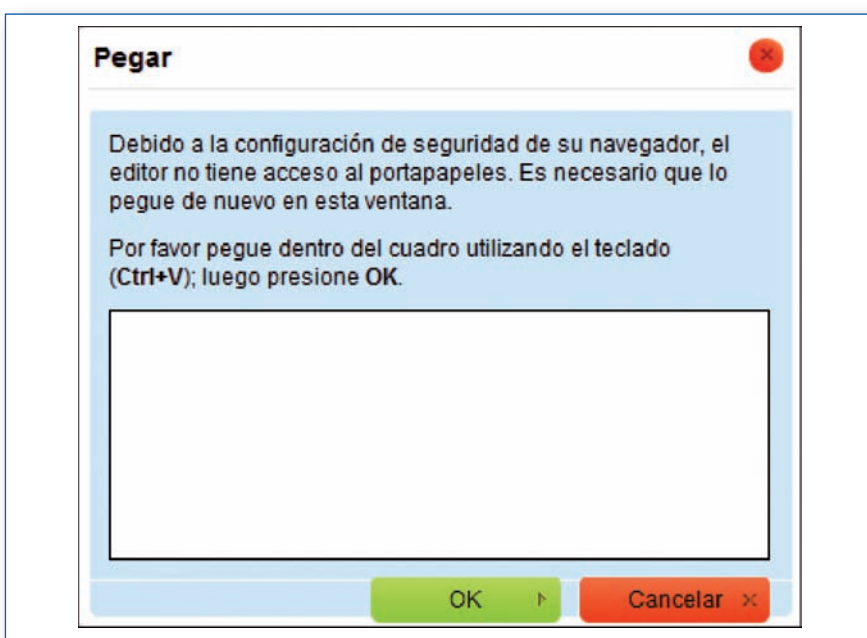 Pegar
Debido a la configuración de seguridad de su navegador, el
editor no tiene acceso al portapapeles. Es necesario que lo
pegue de nuevo en esta ventana.
Por favor pegue dentro del cuadro utilizando el teclado
(Ctrl+V); luego presione OK.
OK Cancelar